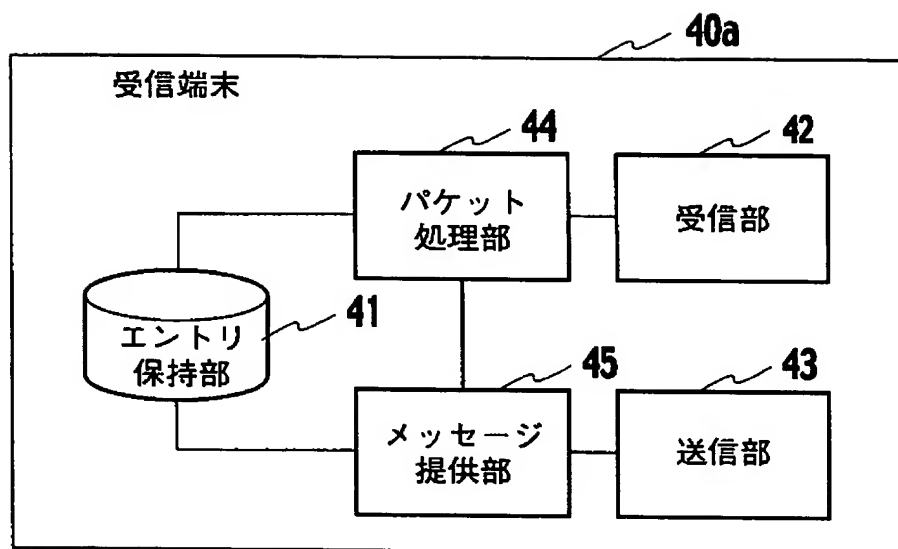 40a
受信端末
44
42
パケット
処理部
受信部
41
エントリ
保持部
45
43
メッセージ
提供部
送信部